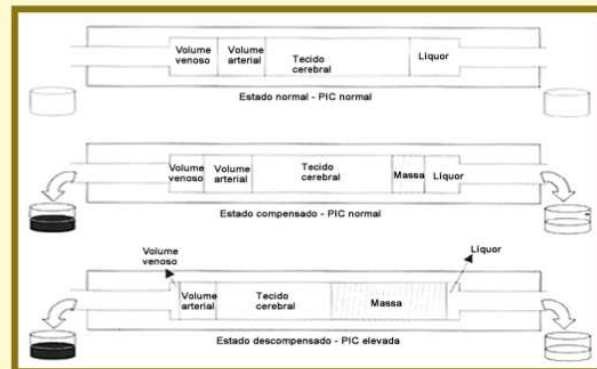 Volume venoso
Volume arterial
Tecido cerebral
Líquor
Estado normal - PIC normal
Volume venoso
Volume arterial
Tecido cerebral
Massa
Líquor
Estado compensado - PIC normal
Volume venoso
Líquor
Volume arterial
Tecido cerebral
Massa
Estado descompensado - PIC elevada